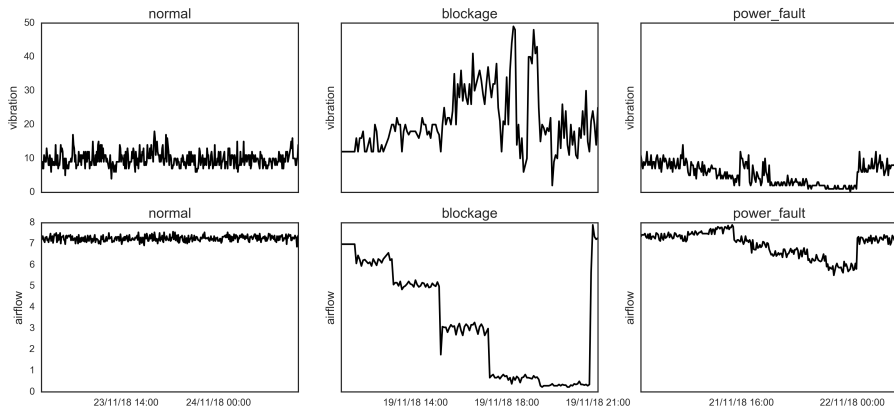 normal
blockage
power_fault
vibration
50
40
30
20
10
0
vibration
vibration
normal
blockage
power_fault
airflow
8
7
6
5
4
3
2
1
0
airflow
airflow
23/11/18 14:00
24/11/18 00:00
19/11/18 14:00
19/11/18 18:00
19/11/18 21:00
21/11/18 16:00
22/11/18 00:00